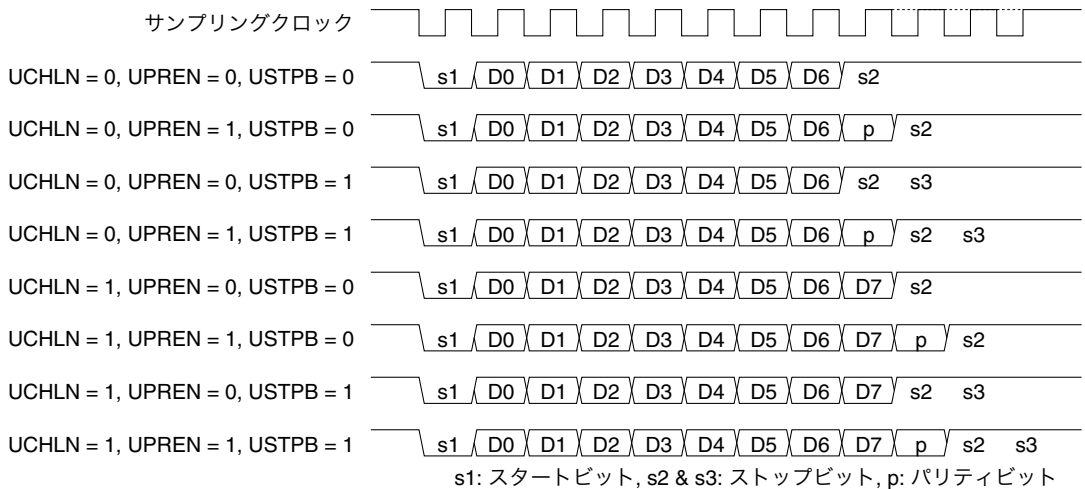 サンプリングクロック
UCHLN = 0, UPREN = 0, USTPB = 0 s1 D0 D1 D2 D3 D4 D5 D6 s2
UCHLN = 0, UPREN = 1, USTPB = 0 s1 D0 D1 D2 D3 D4 D5 D6 p s2
UCHLN = 0, UPREN = 0, USTPB = 1 s1 D0 D1 D2 D3 D4 D5 D6 s2 s3
UCHLN = 0, UPREN = 1, USTPB = 1 s1 D0 D1 D2 D3 D4 D5 D6 p s2 s3
UCHLN = 1, UPREN = 0, USTPB = 0 s1 D0 D1 D2 D3 D4 D5 D6 D7 s2
UCHLN = 1, UPREN = 1, USTPB = 0 s1 D0 D1 D2 D3 D4 D5 D6 D7 p s2
UCHLN = 1, UPREN = 0, USTPB = 1 s1 D0 D1 D2 D3 D4 D5 D6 D7 s2 s3
UCHLN = 1, UPREN = 1, USTPB = 1 s1 D0 D1 D2 D3 D4 D5 D6 D7 p s2 s3
s1: スタートビット, s2 & s3: ストップビット, p: パリティビット